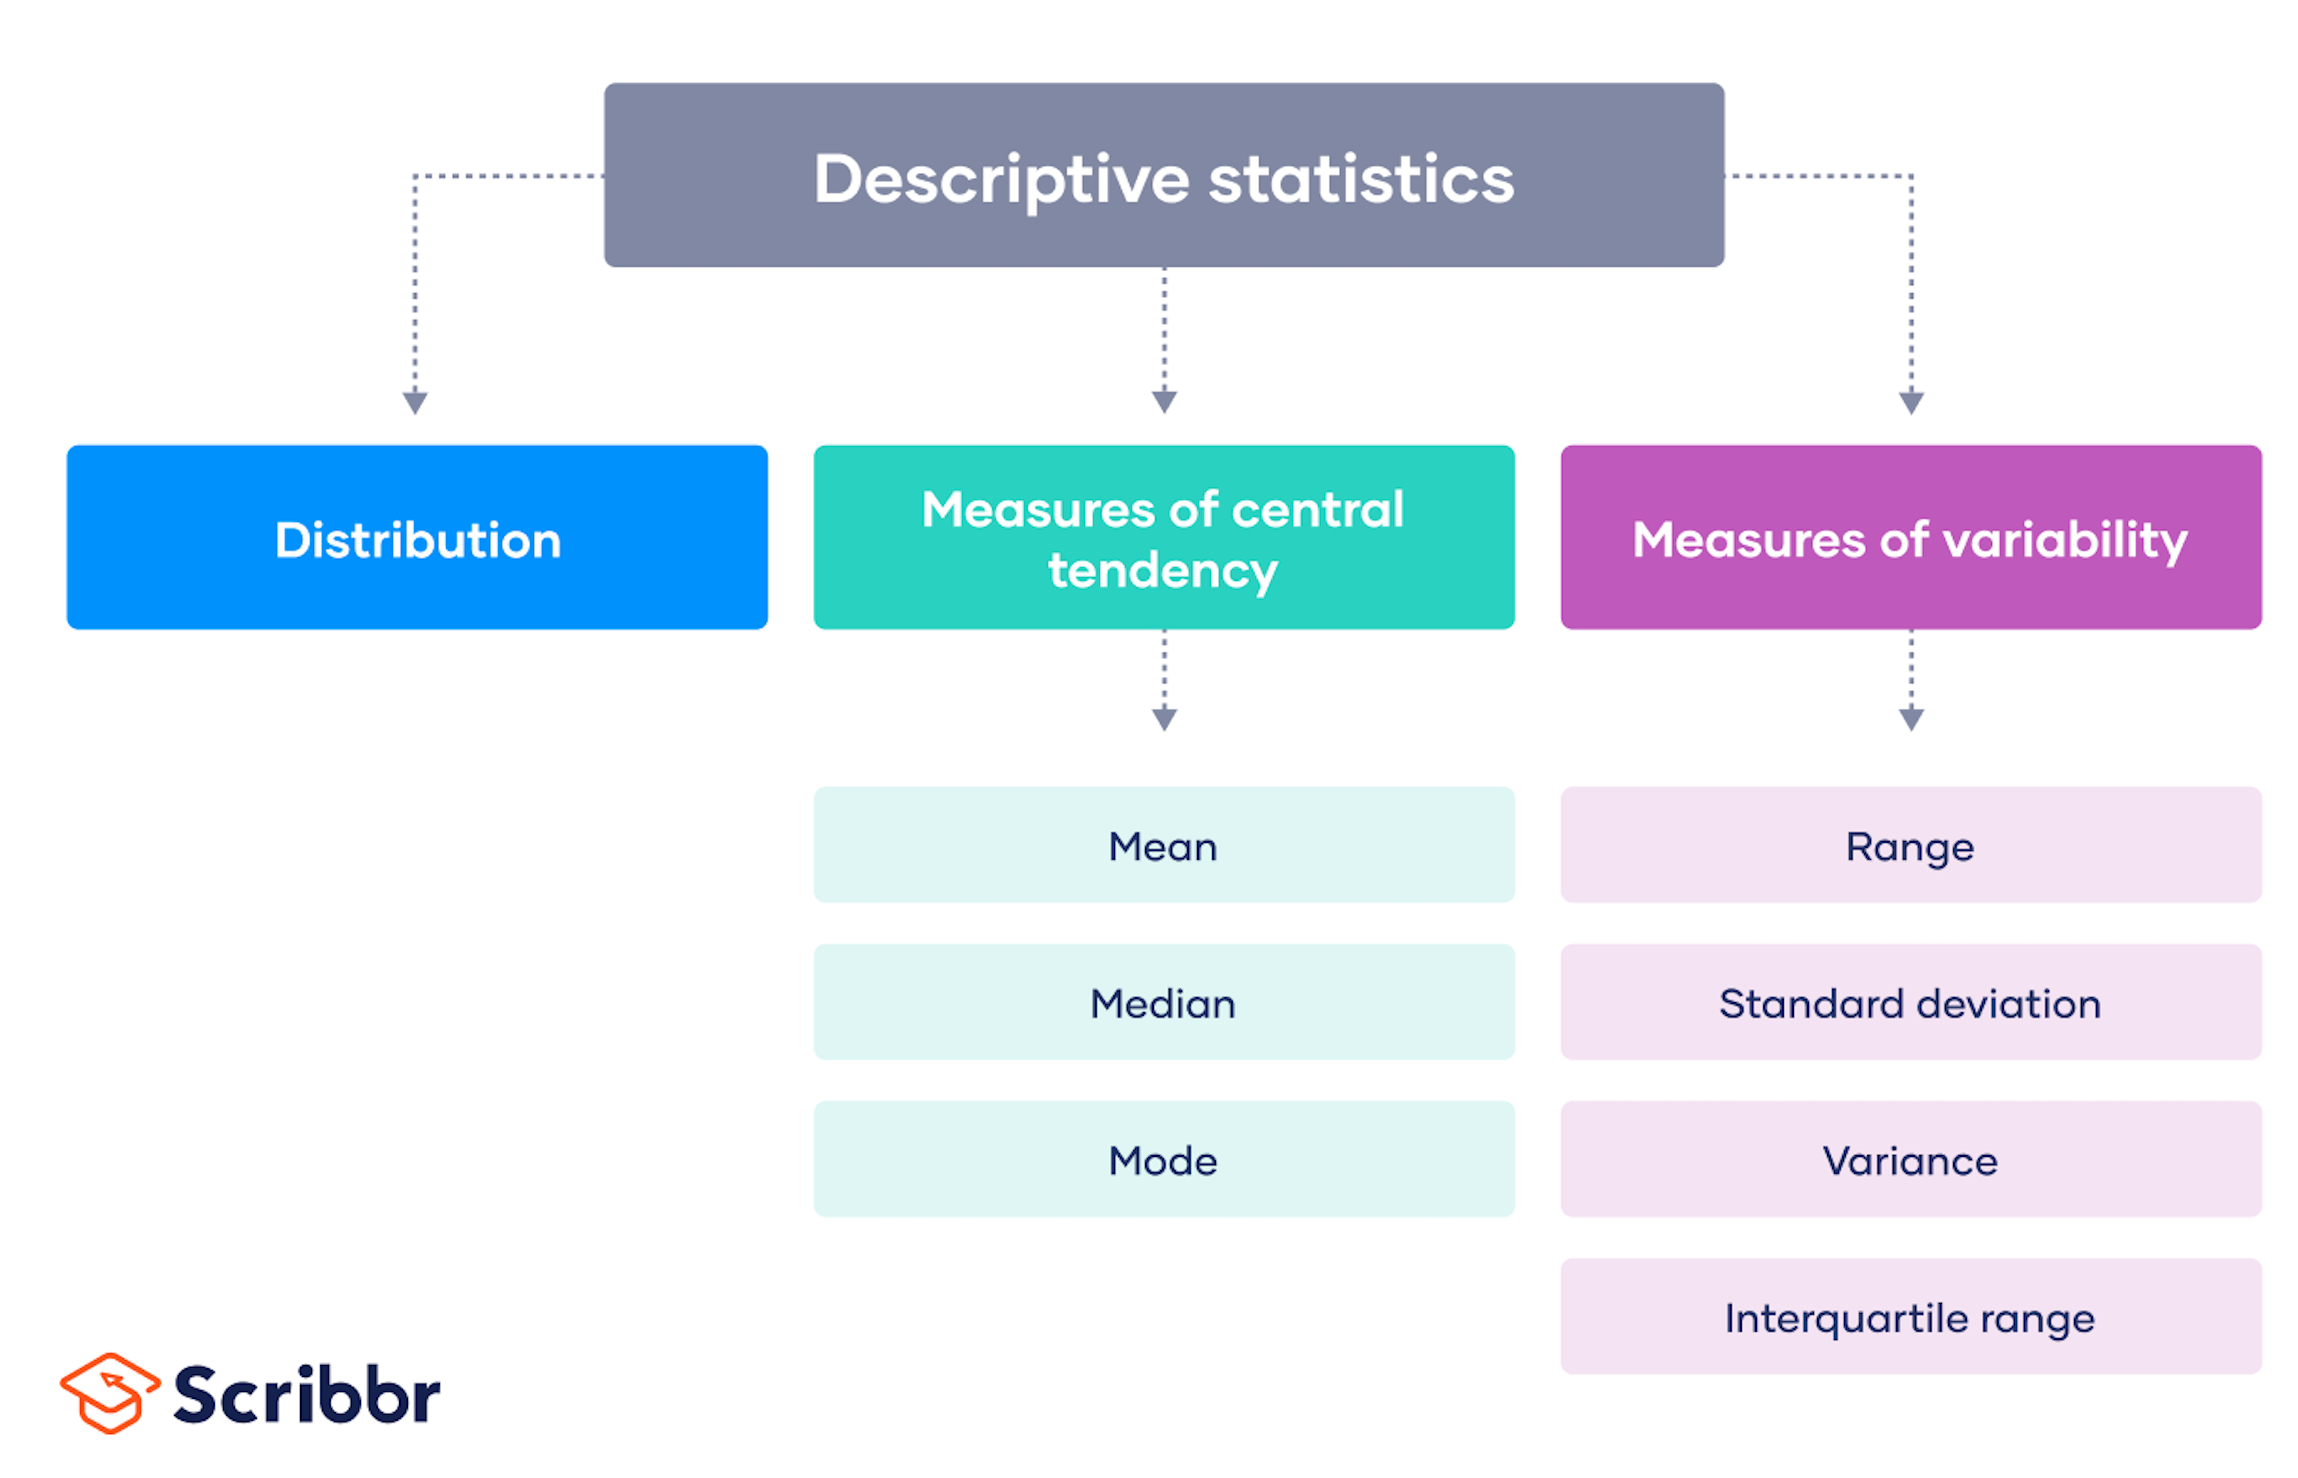 Descriptive statistics
Distribution
Measures of central
tendency
Measures of variability
Mean
Median
Mode
Range
Standard deviation
Variance
Interquartile range
Scribbr